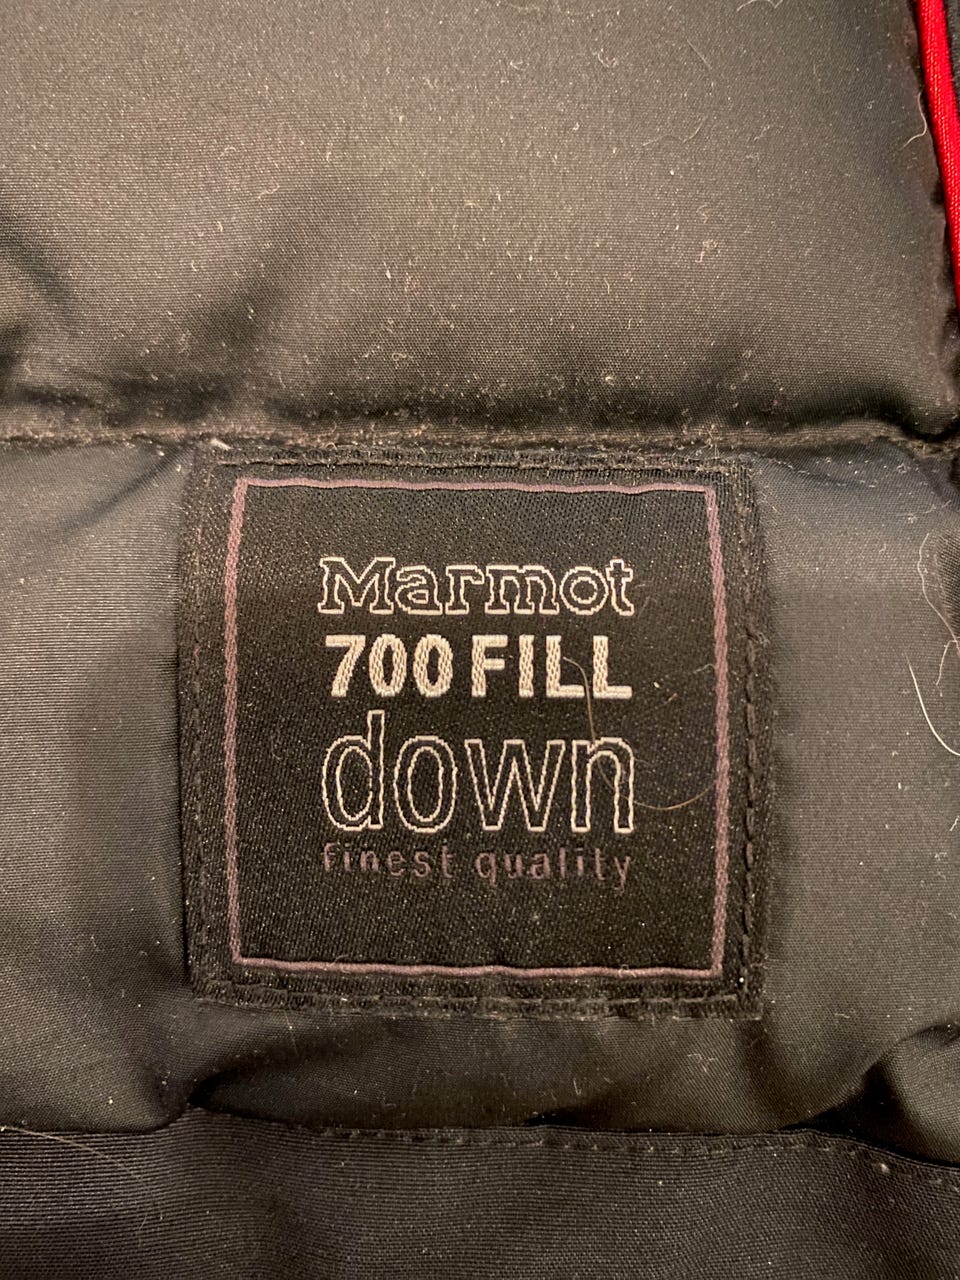 Marmot
700 FILL
down
finest quality